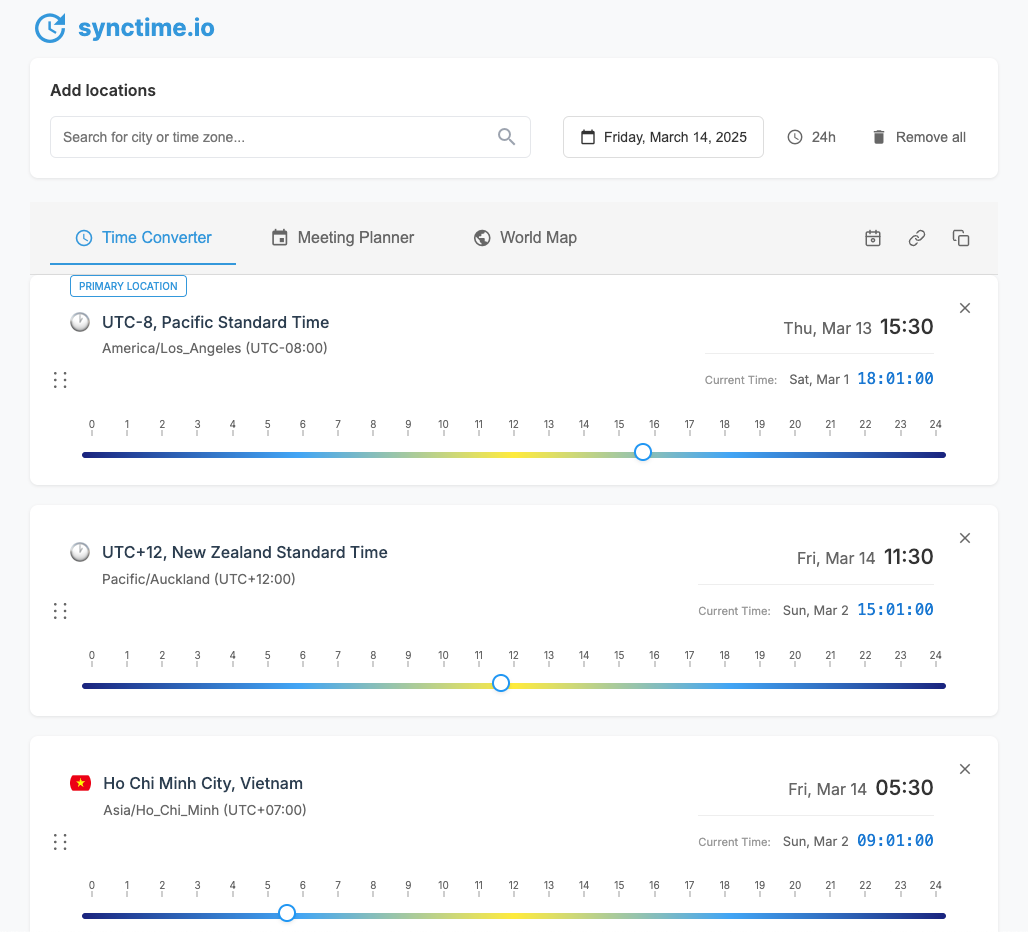 synctime.io
Add locations
Search for city or time zone...
Friday, March 14, 2025
24h
Remove all
Time Converter
Meeting Planner
World Map
PRIMARY LOCATION
UTC-8, Pacific Standard Time
Thu, Mar 13 15:30
America/Los_Angeles (UTC-08:00)
Current Time: Sat, Mar 1 18:01:00
0 1 2 3 4 5 6 7 8 9 10 11 12 13 14 15 16 17 18 19 20 21 22 23 24
UTC+12, New Zealand Standard Time
Fri, Mar 14 11:30
Pacific/Auckland (UTC+12:00)
Current Time: Sun, Mar 2 15:01:00
0 1 2 3 4 5 6 7 8 9 10 11 12 13 14 15 16 17 18 19 20 21 22 23 24
Ho Chi Minh City, Vietnam
Fri, Mar 14 05:30
Asia/Ho_Chi_Minh (UTC+07:00)
Current Time: Sun, Mar 2 09:01:00
0 1 2 3 4 5 6 7 8 9 10 11 12 13 14 15 16 17 18 19 20 21 22 23 24